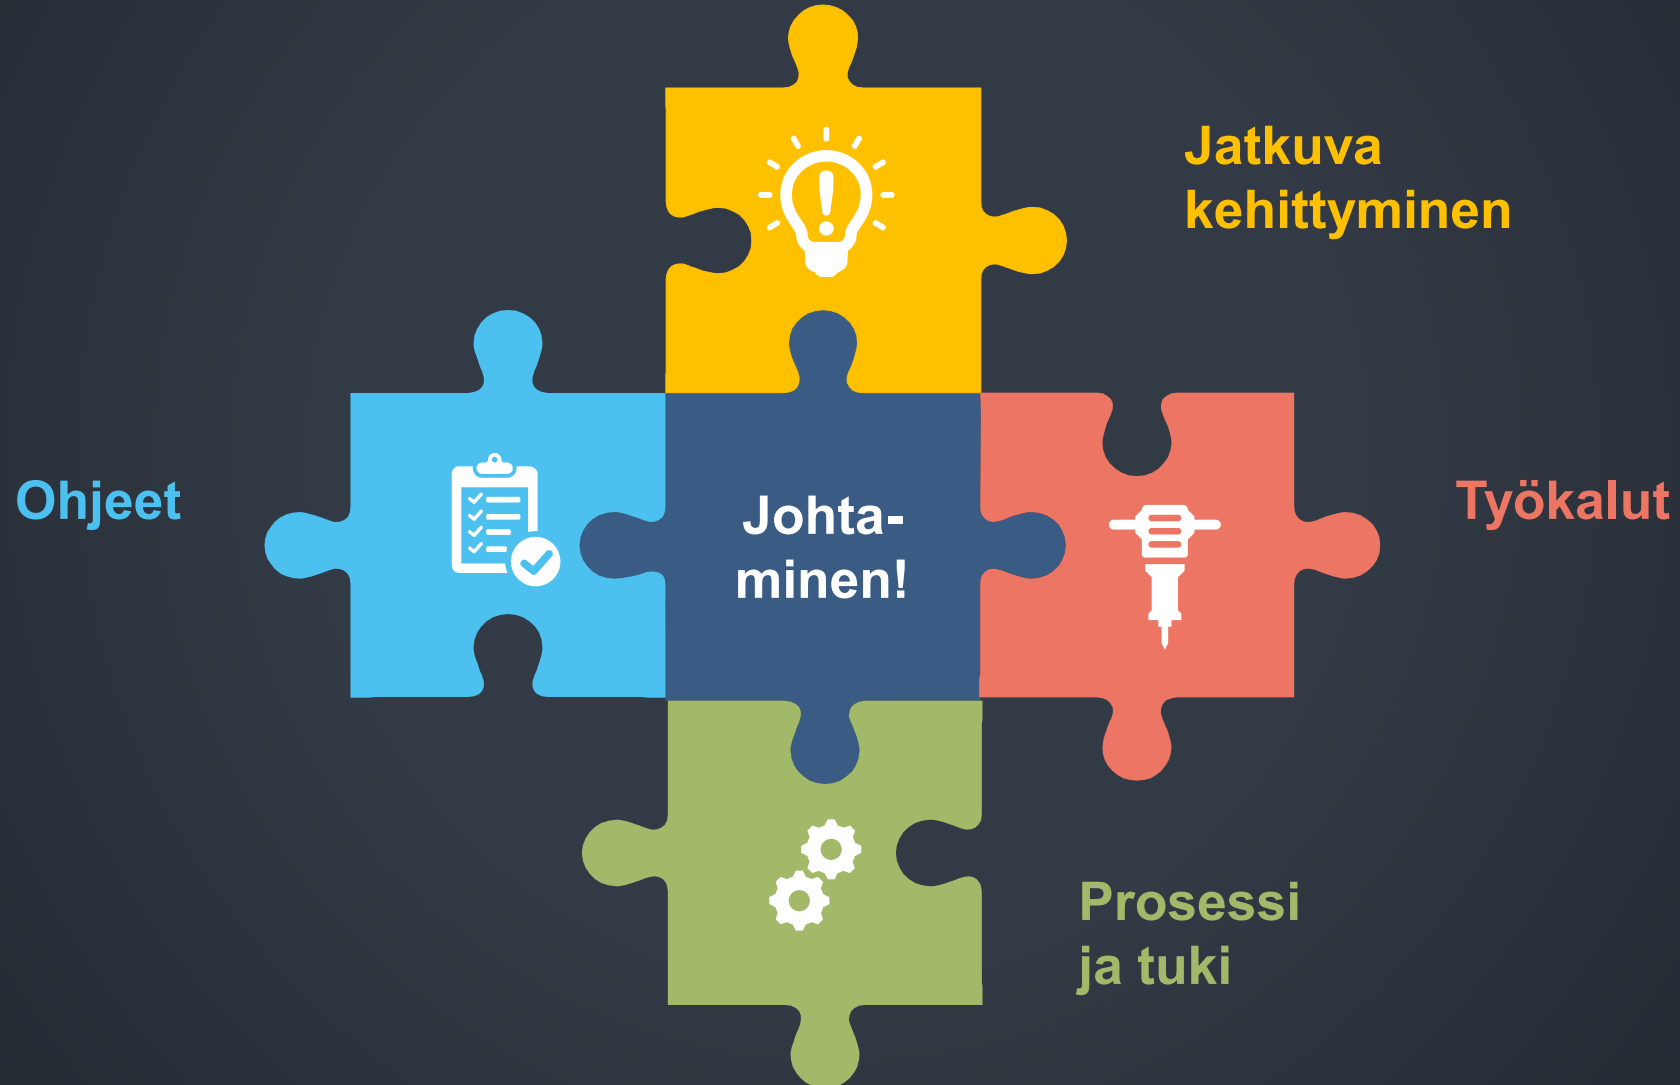 Jatkuva
kehittyminen
Ohjeet
Johta-
minen!
Työkalut
Prosessi
ja tuki